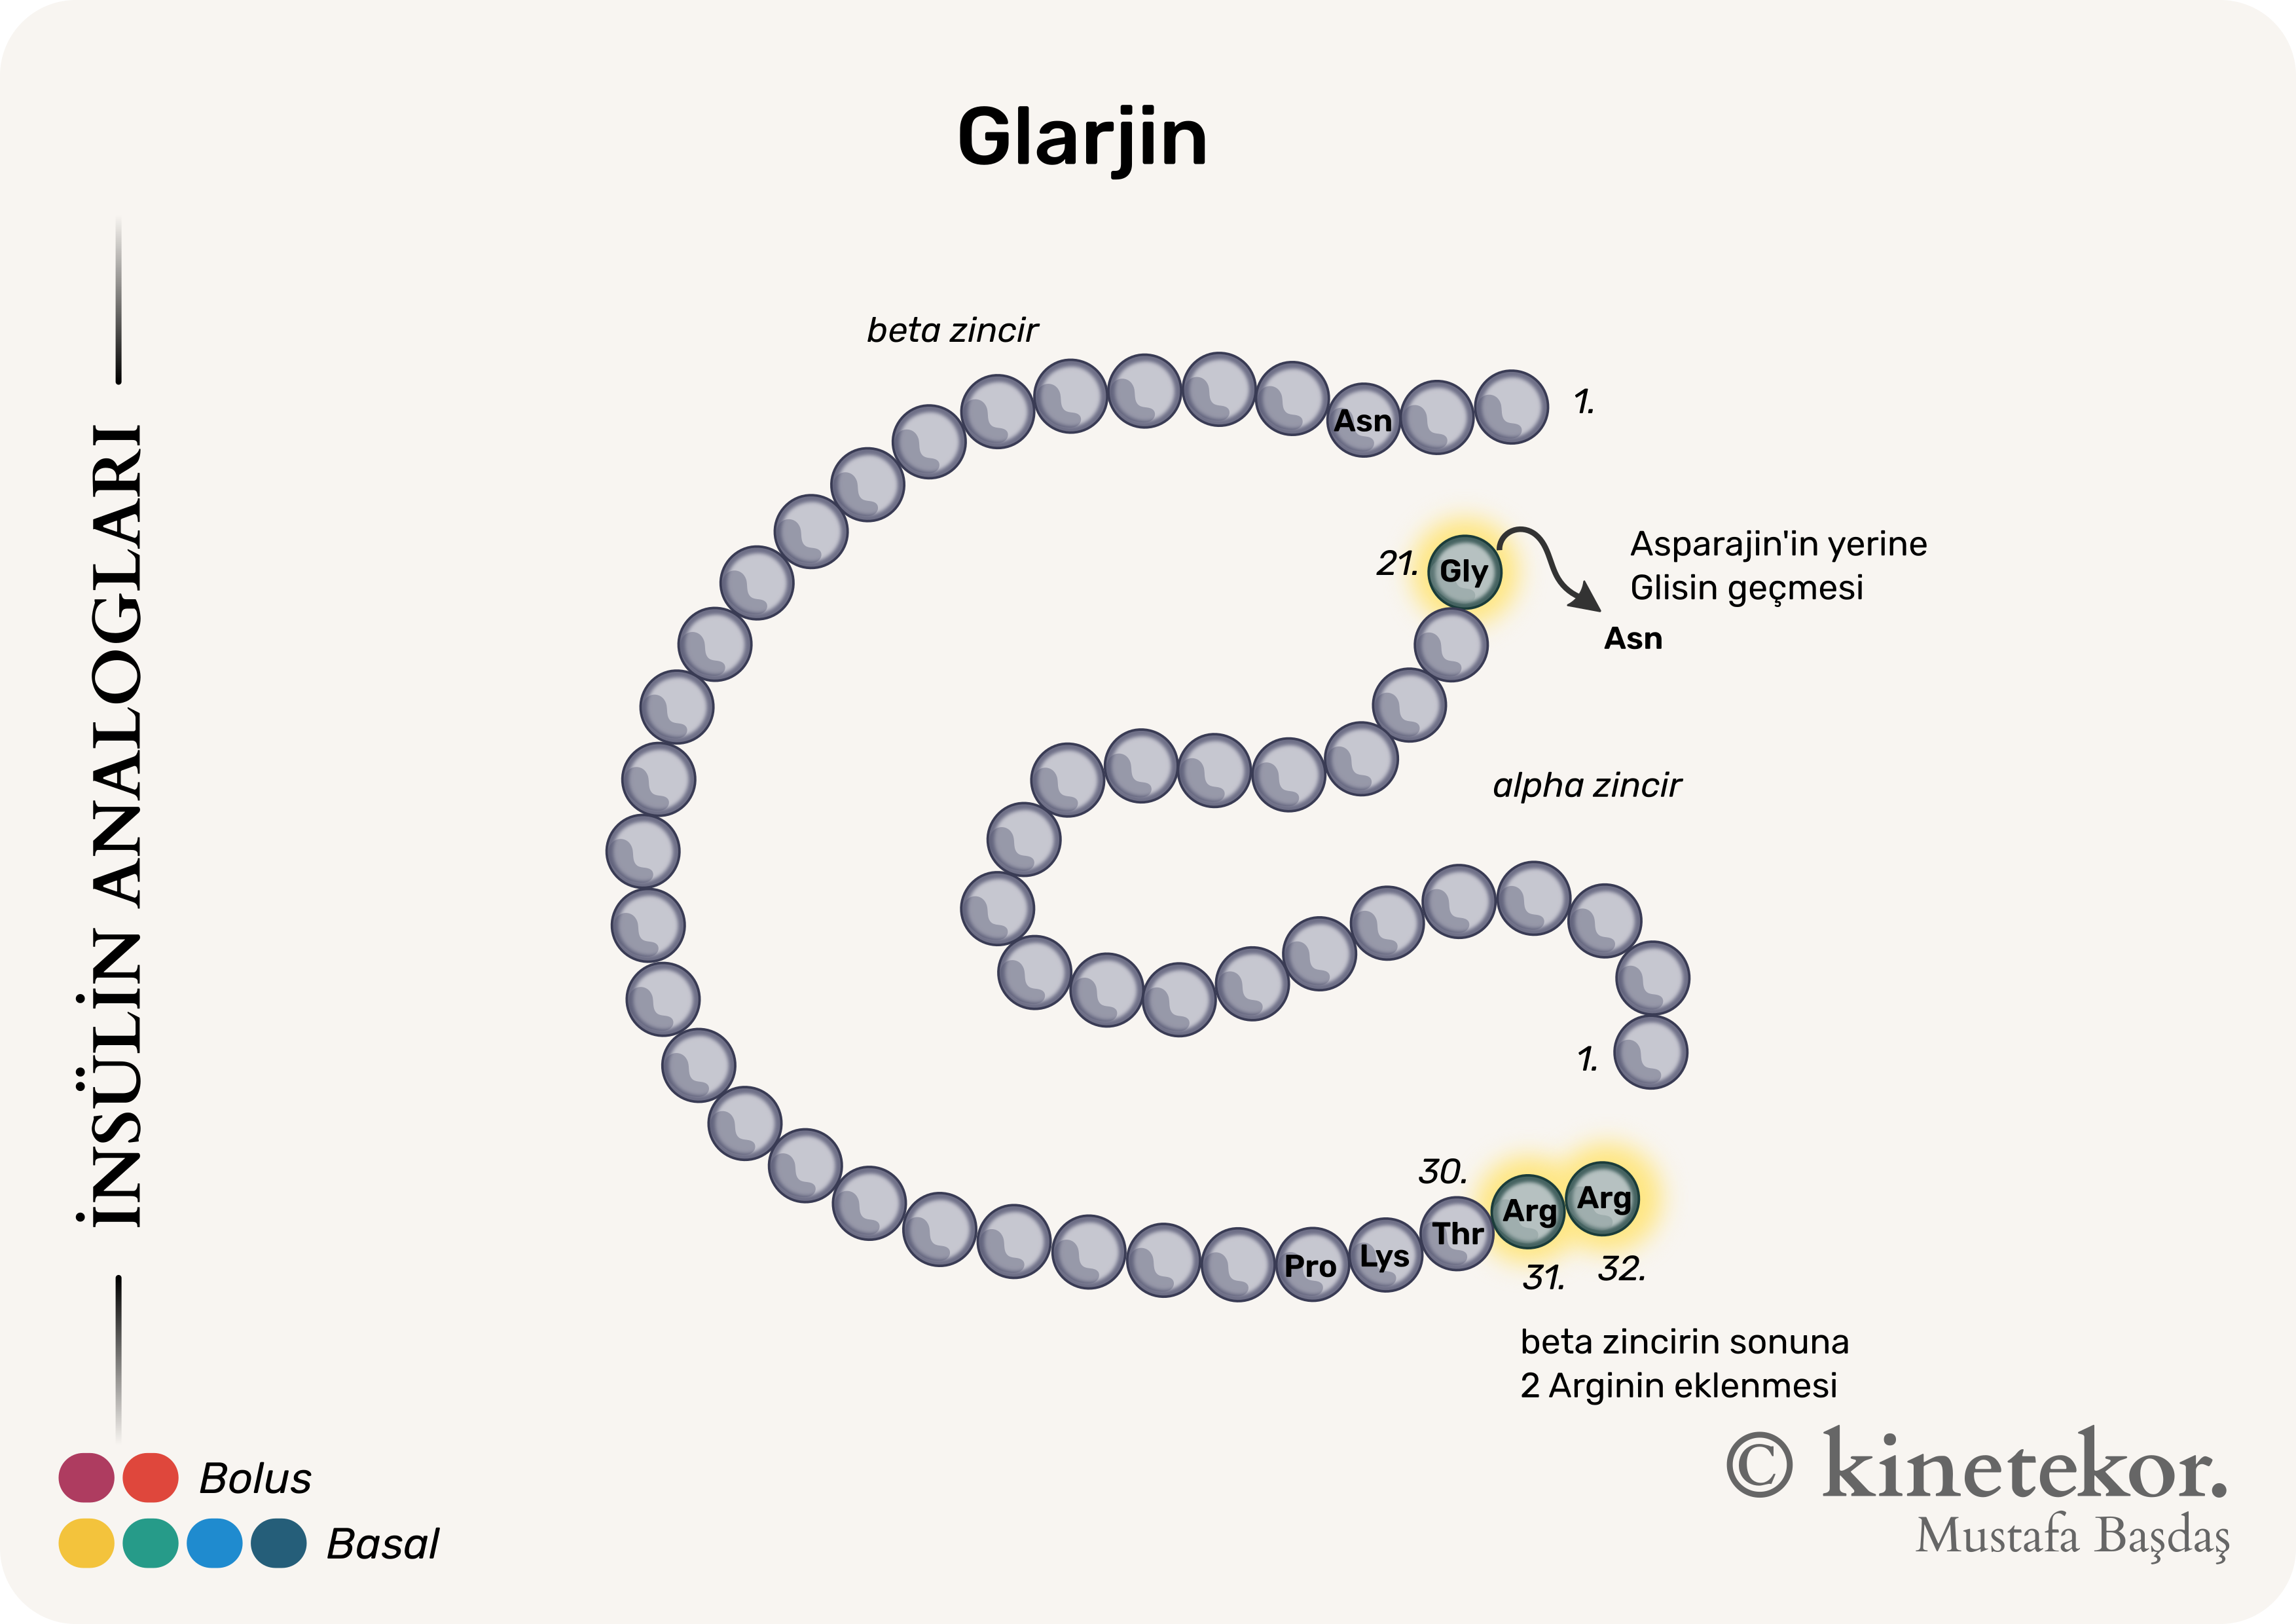 Glarjin
İNSÜLİN ANALOGLARI
beta zincir
1.
Asn
21.
Gly
Asparajin'in yerine
Glisin geçmesi
Asn
alpha zincir
1.
30.
Pro Lys Thr Arg Arg
31. 32.
beta zincirin sonuna
2 Arginin eklenmesi
Bolus
Basal
© kinetekor.
Mustafa Başdaş